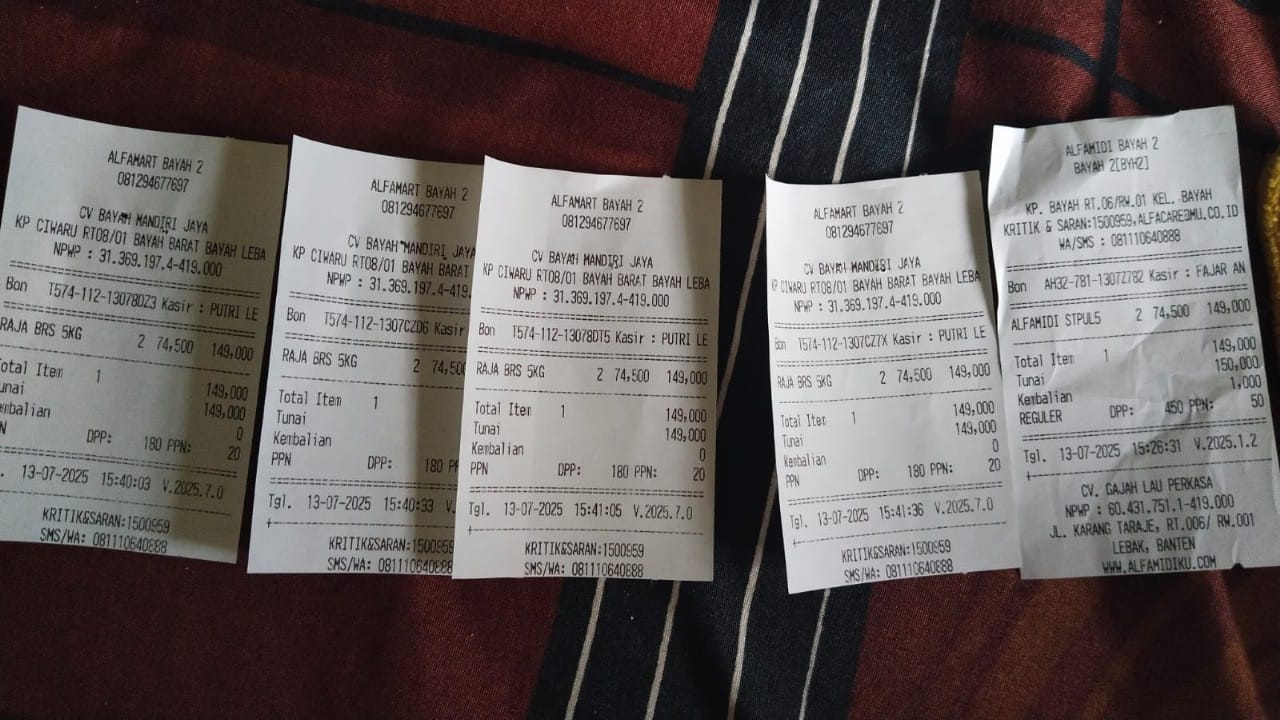 ALFAMART BAYAH 2
081294677697
CV BAYAH MANDIRI JAYA
KP CIWARU RT08/01 BAYAH BARAT BAYAH LEBA
NPWP : 31.369.197.4-419.000
Bon T574-112-13078DZ3 Kasir : PUTRI LE
RAJA BRS 5KG 2 74,500 149,000
Total Item 1 149,000
Tunai 149,000
Kembalian 0
N DPP: 180 PPN: 20
. 13-07-2025 15:40:03 V.2025.7.0
KRITIK&SARAN:1500959
SMS/WA: 081110640888
ALFAMART BAYAH 2
081294677697
CV BAYAH MANDIRI JAYA
KP CIWARU RT08/01 BAYAH BARAT
NPWP : 31.369.197.4-419.
Bon T574-112-1307CZD6 Kasir
RAJA BRS 5KG 2 74,500
Total Item 1
Tunai
Kembalian
PPN DPP: 180 P
Tgl. 13-07-2025 15:40:33 V.
KRITIK&SARAN:1500959
SMS/WA: 081110640888
ALFAMART BAYAH 2
081294677697
CV BAYAH MANDIRI JAYA
KP CIWARU RT08/01 BAYAH BARAT BAYAH LEBA
NPWP : 31.369.197.4-419.000
Bon T574-112-13078DT5 Kasir : PUTRI LE
RAJA BRS 5KG 2 74,500 149,000
Total Item 1 149,000
Tunai 149,000
Kembalian 0
PPN DPP: 180 PPN: 20
Tgl. 13-07-2025 15:41:05 V.2025.7.0
KRITIK&SARAN:1500959
SMS/WA: 081110640888
ALFAMART BAYAH 2
081294677697
CV BAYAH MANDIRI JAYA
KP CIWARU RT08/01 BAYAH BARAT BAYAH LEBA
NPWP : 31.369.197.4-419.000
Bon T574-112-1307CZ7X Kasir : PUTRI LE
RAJA BRS 5KG 2 74,500 149,000
Total Item 1 149,000
Tunai 149,000
Kembalian 0
PPN DPP: 180 PPN: 20
Tgl. 13-07-2025 15:41:36 V.2025.7.0
KRITIK&SARAN:1500959
SMS/WA: 081110640888
ALFAMIDI BAYAH 2
BAYAH 2[BYH2]
KP. BAYAH RT.06/RW.01 KEL. BAYAH
KRITIK & SARAN:1500959,ALFACARE@MU.CO.ID
WA/SMS : 081110640888
Bon AH32-781-13072782 Kasir : FAJAR AN
ALFAMIDI STPUL5 2 74,500 149,000
Total Item 1 149,000
Tunai 150,000
Kembalian 1,000
REGULER DPP: 450 PPN: 50
Tgl. 13-07-2025 15:26:31 V.2025.1.2
CV. GAJAH LAU PERKASA
NPWP : 60.431.751.1-419.000
JL. KARANG TARAJE, RT.006/ RW.001
LEBAK, BANTEN
WWW.ALFAMIDIKU.COM